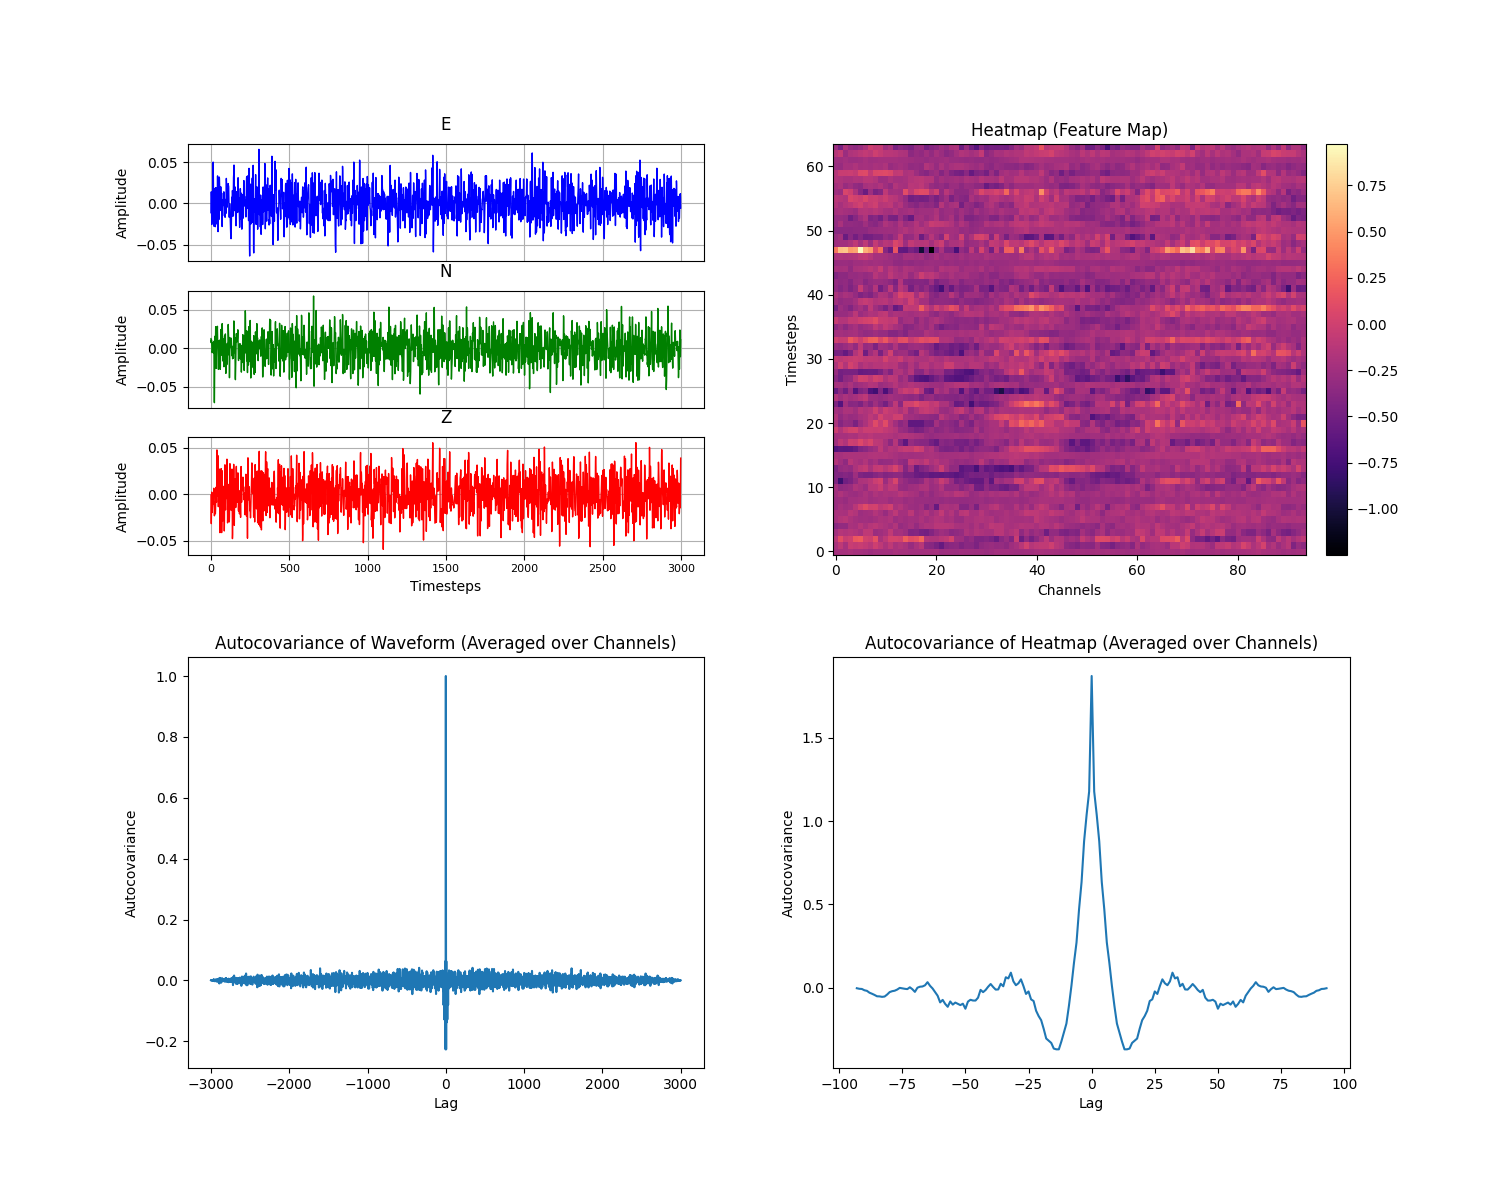 E
Amplitude
0.05
0.00
−0.05
N
Amplitude
0.05
0.00
−0.05
Z
Amplitude
0.05
0.00
−0.05
0 500 1000 1500 2000 2500 3000
Timesteps
Heatmap (Feature Map)
Timesteps
60
50
40
30
20
10
0
0 20 40 60 80
Channels
0.75
0.50
0.25
0.00
−0.25
−0.50
−0.75
−1.00
Autocovariance of Waveform (Averaged over Channels)
Autocovariance
1.0
0.8
0.6
0.4
0.2
0.0
−0.2
−3000 −2000 −1000 0 1000 2000 3000
Lag
Autocovariance of Heatmap (Averaged over Channels)
Autocovariance
1.5
1.0
0.5
0.0
−100 −75 −50 −25 0 25 50 75 100
Lag